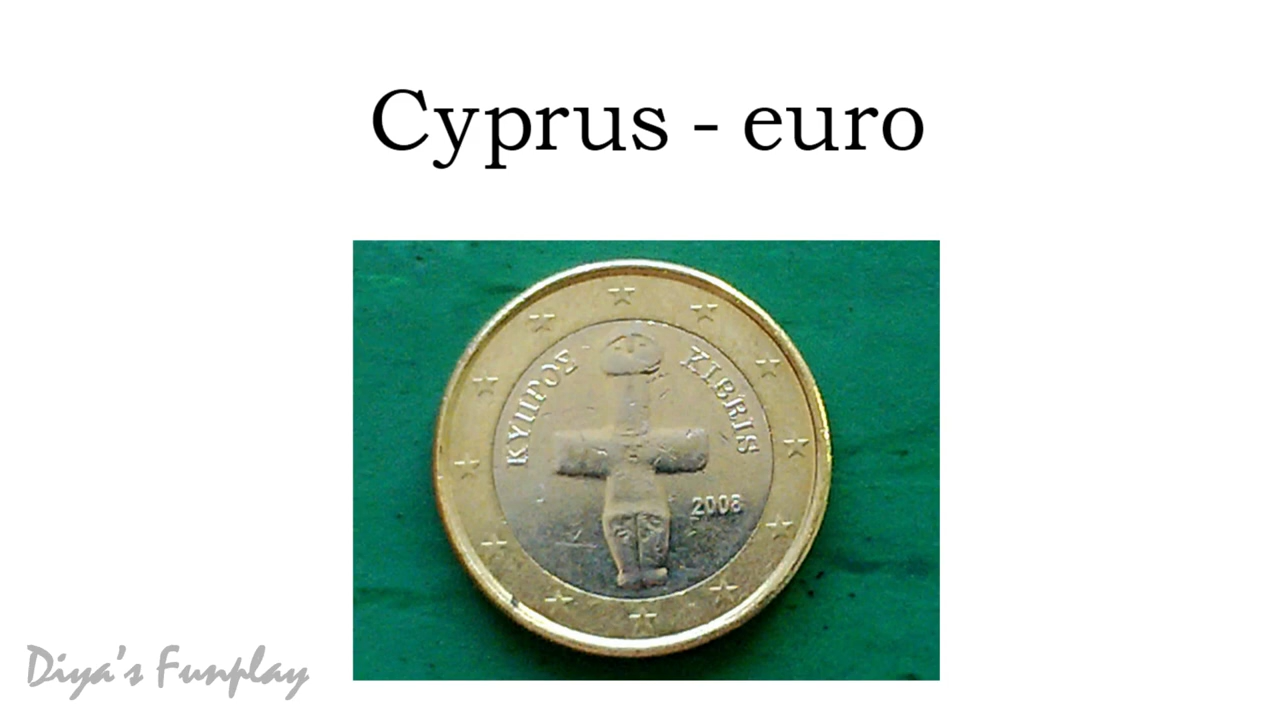 Cyprus - euro
ΚΥΠΡΟΣ
KIBRIS
2008
Diya's Funplay